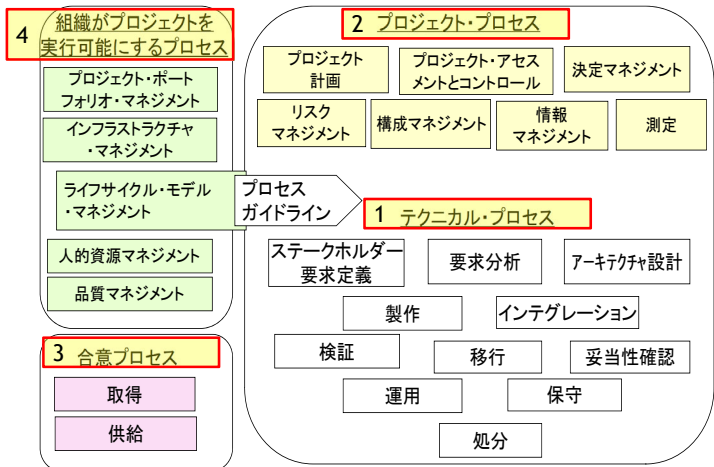 4 組織がプロジェクトを
実行可能にするプロセス
プロジェクト・ポート
フォリオ・マネジメント
インフラストラクチャ
・マネジメント
ライフサイクル・モデル
・マネジメント
プロセス
ガイドライン
人的資源マネジメント
品質マネジメント
3 合意プロセス
取得
供給
2 プロジェクト・プロセス
プロジェクト
計画
プロジェクト・アセス
メントとコントロール
決定マネジメント
リスク
マネジメント
構成マネジメント
情報
マネジメント
測定
1 テクニカル・プロセス
ステークホルダー
要求定義
要求分析
アーキテクチャ設計
製作
インテグレーション
検証
移行
妥当性確認
運用
保守
処分